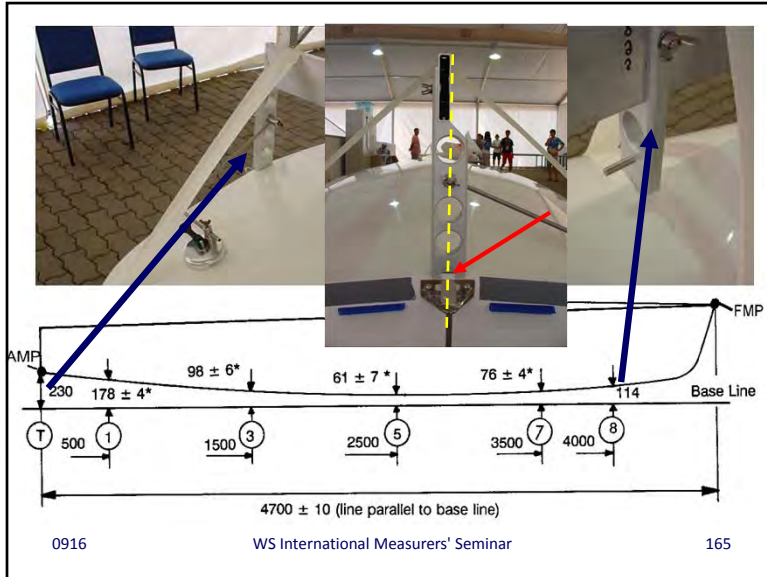 FMP
AMP
98 ± 6*
61 ± 7 *
76 ± 4*
230
178 ± 4*
114
Base Line
T
1
3
5
7
8
500
1500
2500
3500
4000
4700 ± 10 (line parallel to base line)
0916
WS International Measurers' Seminar
165